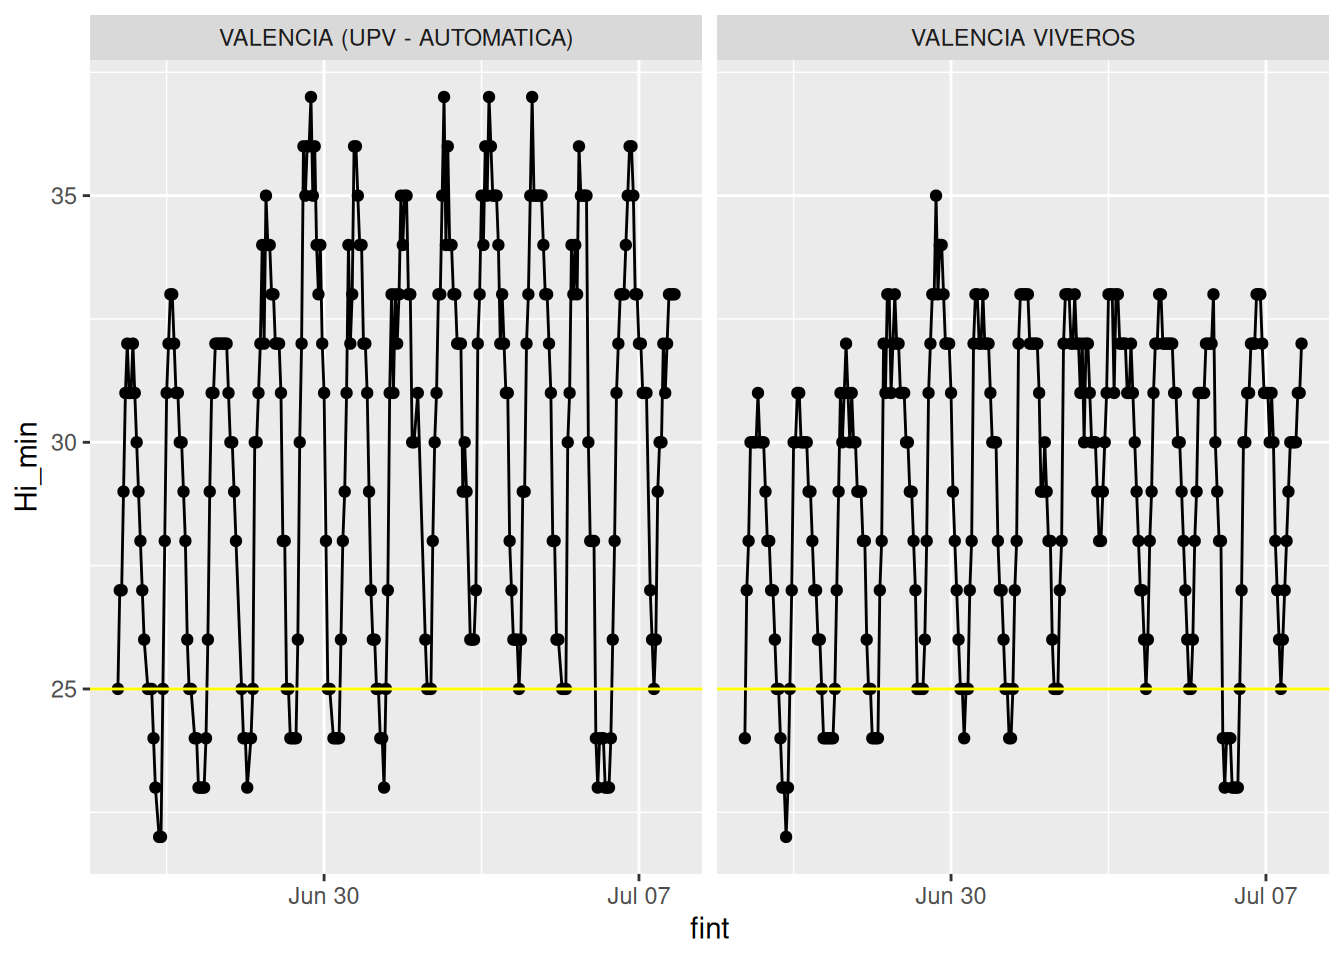 VALENCIA (UPV - AUTOMATICA)
VALENCIA VIVEROS
35
30
25
Hi_min
Jun 30
Jul 07
Jun 30
Jul 07
fint